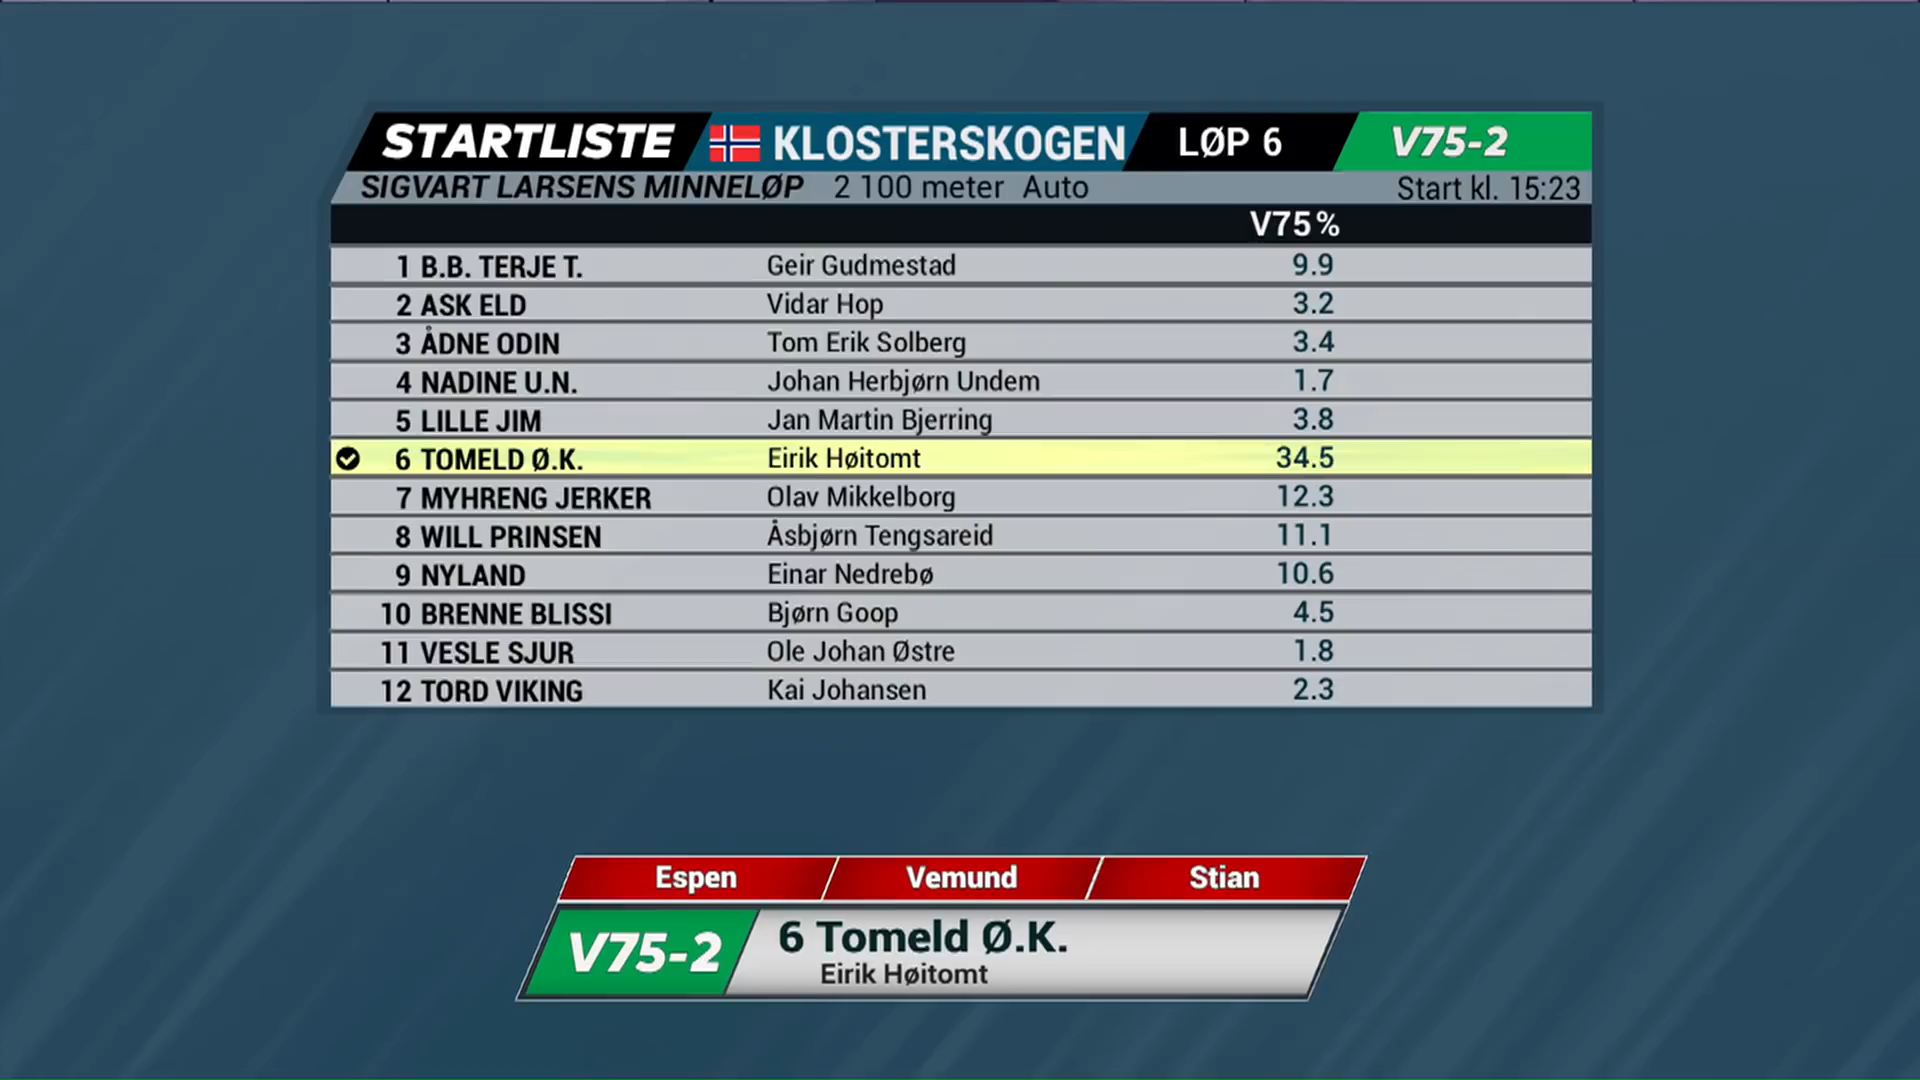 STARTLISTE KLOSTERSKOGEN LØP 6 V75-2
SIGVART LARSENS MINNELØP 2 100 meter Auto Start kl. 15:23
V75%
1 B.B. TERJE T. Geir Gudmestad 9.9
2 ASK ELD Vidar Hop 3.2
3 ÅDNE ODIN Tom Erik Solberg 3.4
4 NADINE U.N. Johan Herbjørn Undem 1.7
5 LILLE JIM Jan Martin Bjerring 3.8
6 TOMELD Ø.K. Eirik Høitomt 34.5
7 MYHRENG JERKER Olav Mikkelborg 12.3
8 WILL PRINSEN Åsbjørn Tengsareid 11.1
9 NYLAND Einar Nedrebø 10.6
10 BRENNE BLISSI Bjørn Goop 4.5
11 VESLE SJUR Ole Johan Østre 1.8
12 TORD VIKING Kai Johansen 2.3
Espen Vemund Stian
V75-2 6 Tomeld Ø.K.
Eirik Høitomt